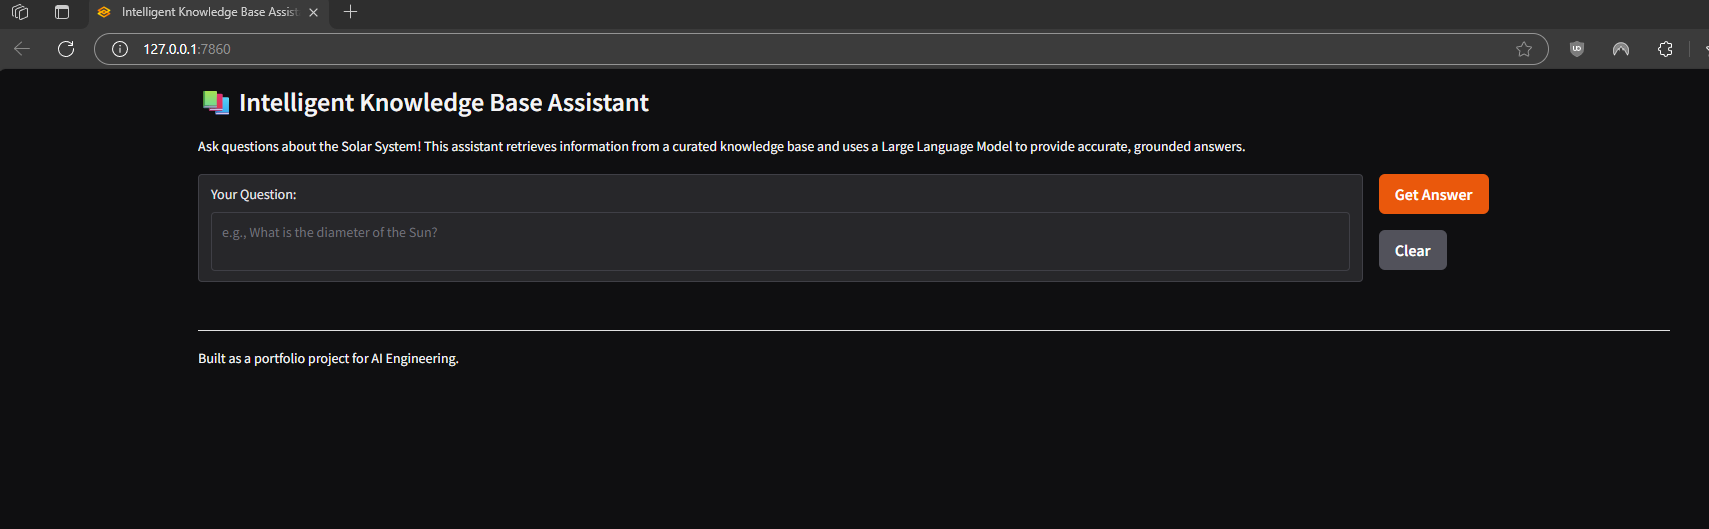 Intelligent Knowledge Base Assist
127.0.0.1:7860
Intelligent Knowledge Base Assistant
Ask questions about the Solar System! This assistant retrieves information from a curated knowledge base and uses a Large Language Model to provide accurate, grounded answers.
Your Question:
Get Answer
e.g., What is the diameter of the Sun?
Clear
Built as a portfolio project for AI Engineering.